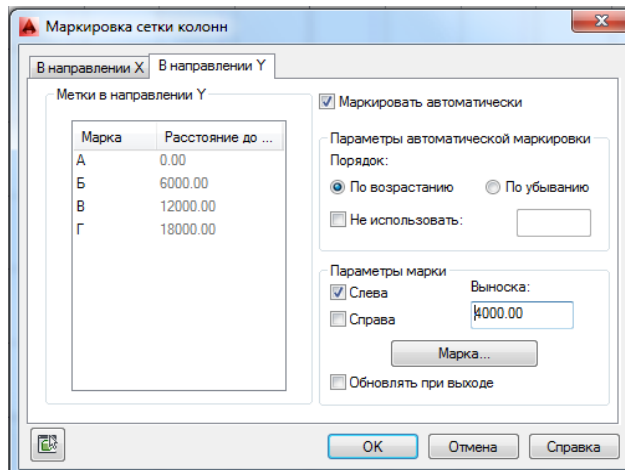 Маркировка сетки колонн
В направлении X В направлении Y
Метки в направлении Y
Марка Расстояние до ...
А 0.00
Б 6000.00
В 12000.00
Г 18000.00
Маркировать автоматически
Параметры автоматической маркировки
Порядок:
По возрастанию По убыванию
Не использовать:
Параметры марки
Слева Выноска:
Справа 4000.00
Марка...
Обновлять при выходе
OK Отмена Справка